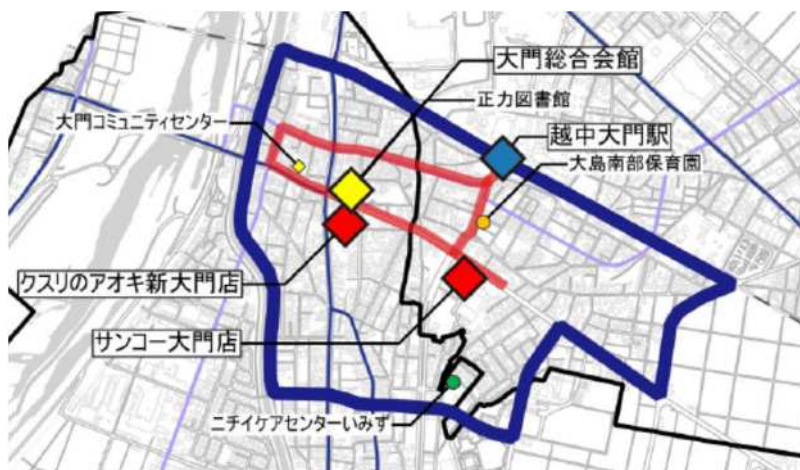 大門総合会館
正力図書館
大門コミュニティセンター
越中大門駅
大島南部保育園
クスリのアオキ新大門店
サンコー大門店
ニチイケアセンターいみず